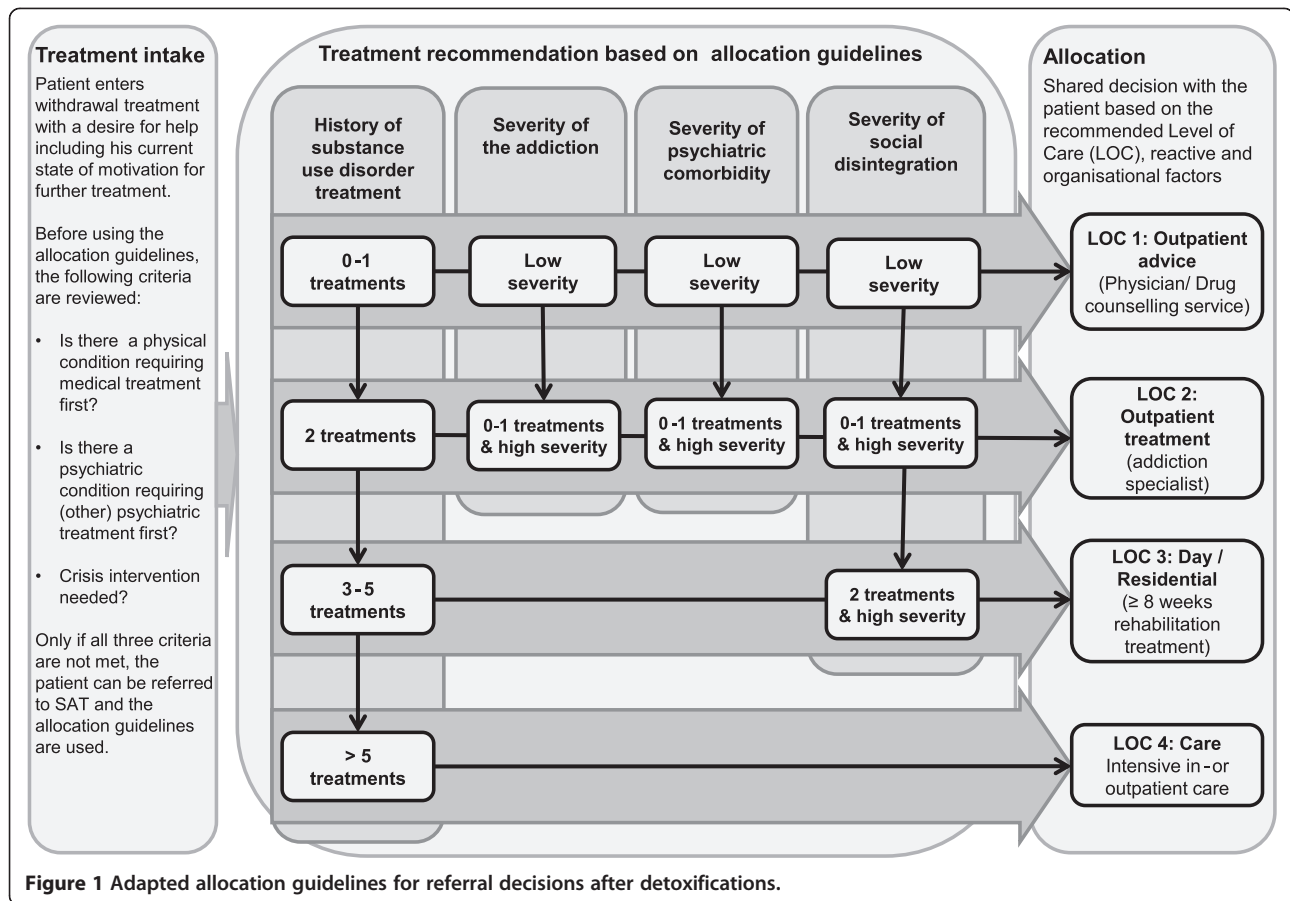 Treatment intake
Patient enters
withdrawal treatment
with a desire for help
including his current
state of motivation for
further treatment.
Before using the
allocation guidelines,
the following criteria
are reviewed:
• Is there a physical
condition requiring
medical treatment
first?
• Is there a
psychiatric
condition requiring
(other) psychiatric
treatment first?
• Crisis intervention
needed?
Only if all three criteria
are not met, the
patient can be referred
to SAT and the
allocation guidelines
are used.
Treatment recommendation based on allocation guidelines
History of
substance
use disorder
treatment
Severity of
the addiction
Severity of
psychiatric
comorbidity
Severity of
social
disintegration
0-1
treatments
Low
severity
Low
severity
Low
severity
2 treatments
0-1 treatments
& high severity
0-1 treatments
& high severity
0-1 treatments
& high severity
3-5
treatments
2 treatments
& high severity
> 5
treatments
Allocation
Shared decision with the
patient based on the
recommended Level of
Care (LOC), reactive and
organisational factors
LOC 1: Outpatient
advice
(Physician/ Drug
counselling service)
LOC 2:
Outpatient
treatment
(addiction
specialist)
LOC 3: Day /
Residential
(≥ 8 weeks
rehabilitation
treatment)
LOC 4: Care
Intensive in-or
outpatient care
Figure 1 Adapted allocation guidelines for referral decisions after detoxifications.